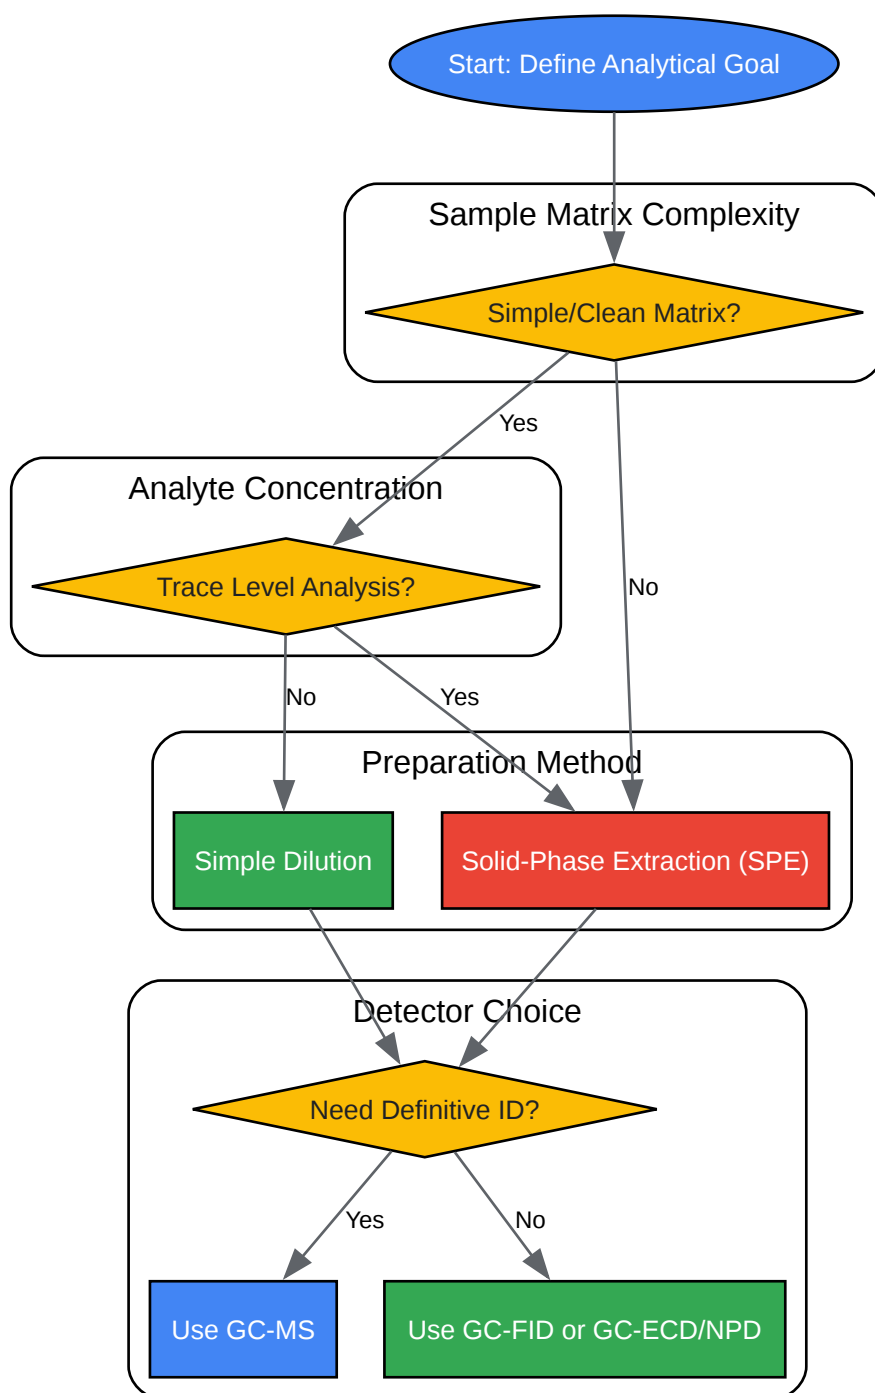 Start: Define Analytical Goal
Sample Matrix Complexity
Simple/Clean Matrix?
Yes
Analyte Concentration
Trace Level Analysis?
No
No
Yes
Preparation Method
Simple Dilution
Solid-Phase Extraction (SPE)
Detector Choice
Need Definitive ID?
Yes
No
Use GC-MS
Use GC-FID or GC-ECD/NPD